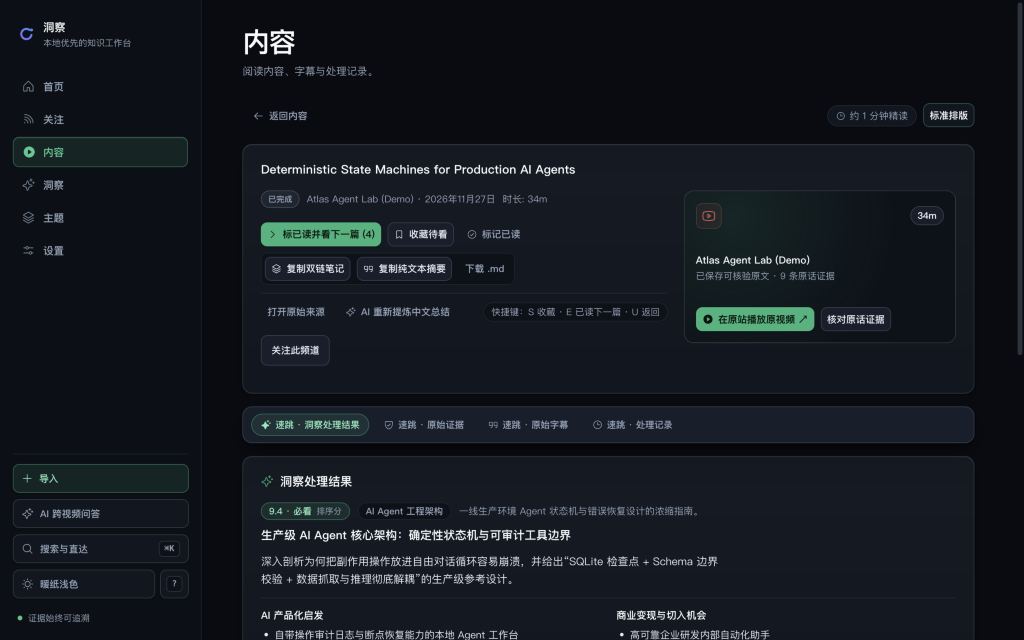 洞察
本地优先的知识工作台
首页
关注
内容
洞察
主题
设置
导入
AI 跨视频问答
搜索与直达 ⌘K
暖纸浅色 ?
证据始终可追溯
内容
阅读内容、字幕与处理记录。
← 返回内容
约 1 分钟精读 标准排版
Deterministic State Machines for Production AI Agents
已完成 Atlas Agent Lab (Demo) · 2026年11月27日 时长: 34m
标已读并看下一篇 (4) 收藏待看 标记已读
复制双链笔记 复制纯文本摘要 下载 .md
打开原始来源 AI 重新提炼中文总结 快捷键: S 收藏 · E 已读下一篇 · U 返回
关注此频道
34m
Atlas Agent Lab (Demo)
已保存可核验原文 · 9 条原话证据
在原站播放原视频 ↗ 核对原话证据
速跳 · 洞察处理结果 速跳 · 原始证据 速跳 · 原始字幕 速跳 · 处理记录
洞察处理结果
9.4 · 必看 排序分 AI Agent 工程架构 一线生产环境 Agent 状态机与错误恢复设计的浓缩指南。
生产级 AI Agent 核心架构：确定性状态机与可审计工具边界
深入剖析为何把副作用操作放进自由对话循环容易崩溃，并给出“SQLite 检查点 + Schema 边界
校验 + 数据抓取与推理彻底解耦”的生产级参考设计。
AI 产品化启发
• 自带操作审计日志与断点恢复能力的本地 Agent 工作台
商业变现与切入机会
• 高可靠企业研发内部自动化助手